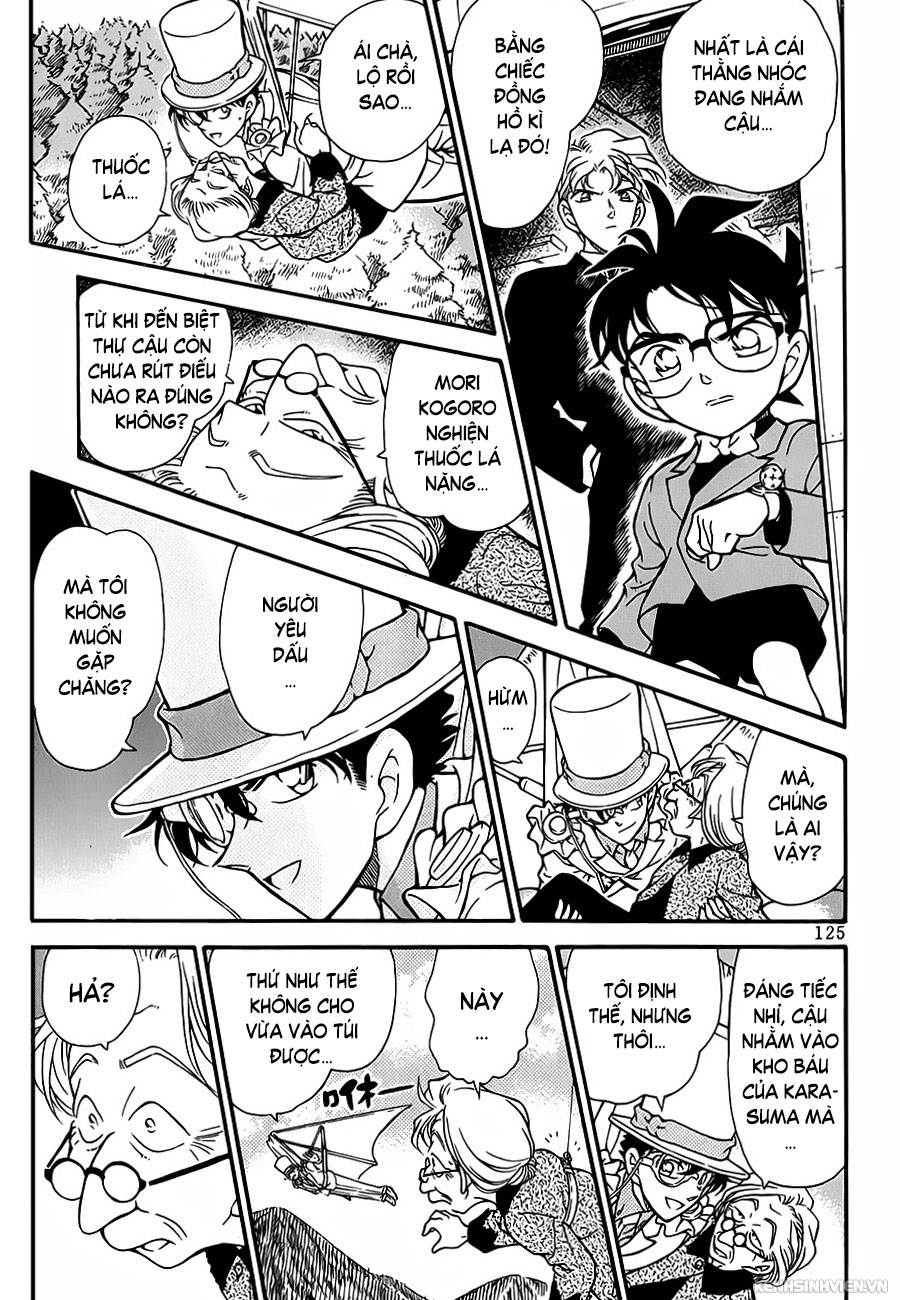 NHẤT LÀ CÁI
THẰNG NHÓC
ĐANG NHẮM
CẬU...
BẰNG
CHIẾC
ĐỒNG
HỒ KÌ
LẠ ĐÓ!
ÁI CHÀ,
LỘ RỒI
SAO...
THUỐC
LÁ...
MORI
KOGORO
NGHIỆN
THUỐC LÁ
NẶNG...
TỪ KHI ĐẾN BIỆT
THỰ CẬU CÒN
CHƯA RÚT ĐIẾU
NÀO RA ĐÚNG
KHÔNG?
MÀ,
CHÚNG
LÀ AI
VẬY?
HỪM
...
NGƯỜI
YÊU
DẤU
...
MÀ TÔI
KHÔNG
MUỐN
GẶP
CHĂNG?
125
ĐÁNG TIẾC
NHỈ, CẬU
NHẰM VÀO
KHO BÁU
CỦA KARA-
SUMA MÀ
...
TÔI ĐỊNH
THẾ, NHƯNG
THÔI...
NÀY
...
THỨ NHƯ THẾ
KHÔNG CHO
VỪA VÀO TÚI
ĐƯỢC...
HẢ?
KENHSINHVIEN.VN